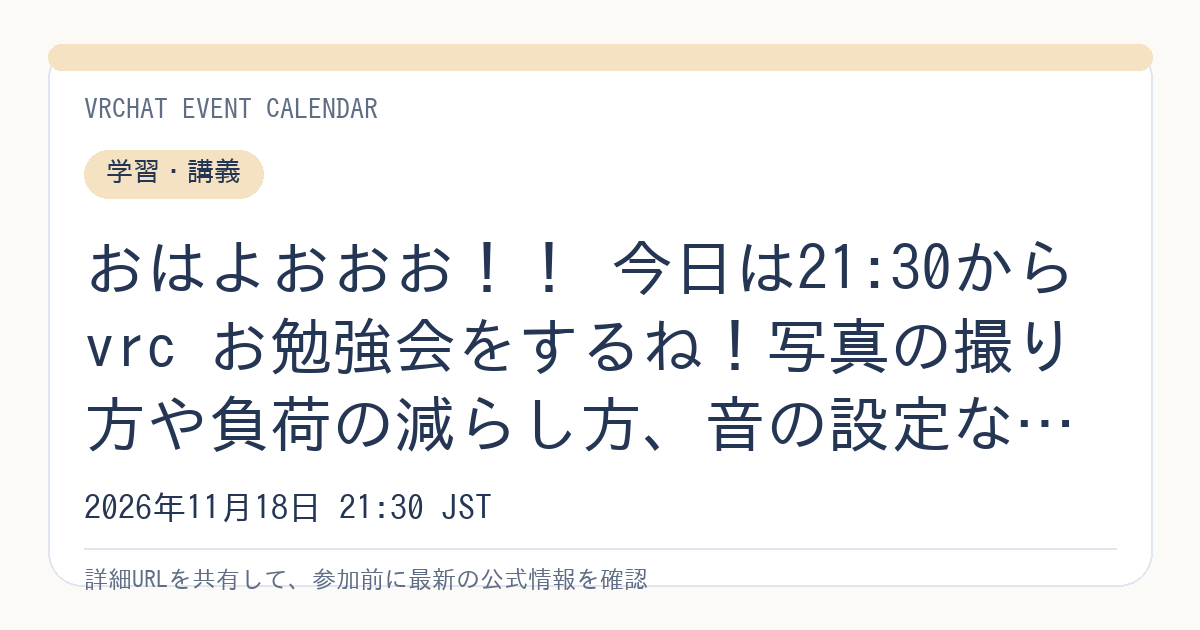 VRCHAT EVENT CALENDAR
学習・講義
おはよおおお！！ 今日は21:30から
vrc お勉強会をするね！写真の撮り
方や負荷の減らし方、音の設定な…
2026年11月18日 21:30 JST
詳細URLを共有して、参加前に最新の公式情報を確認